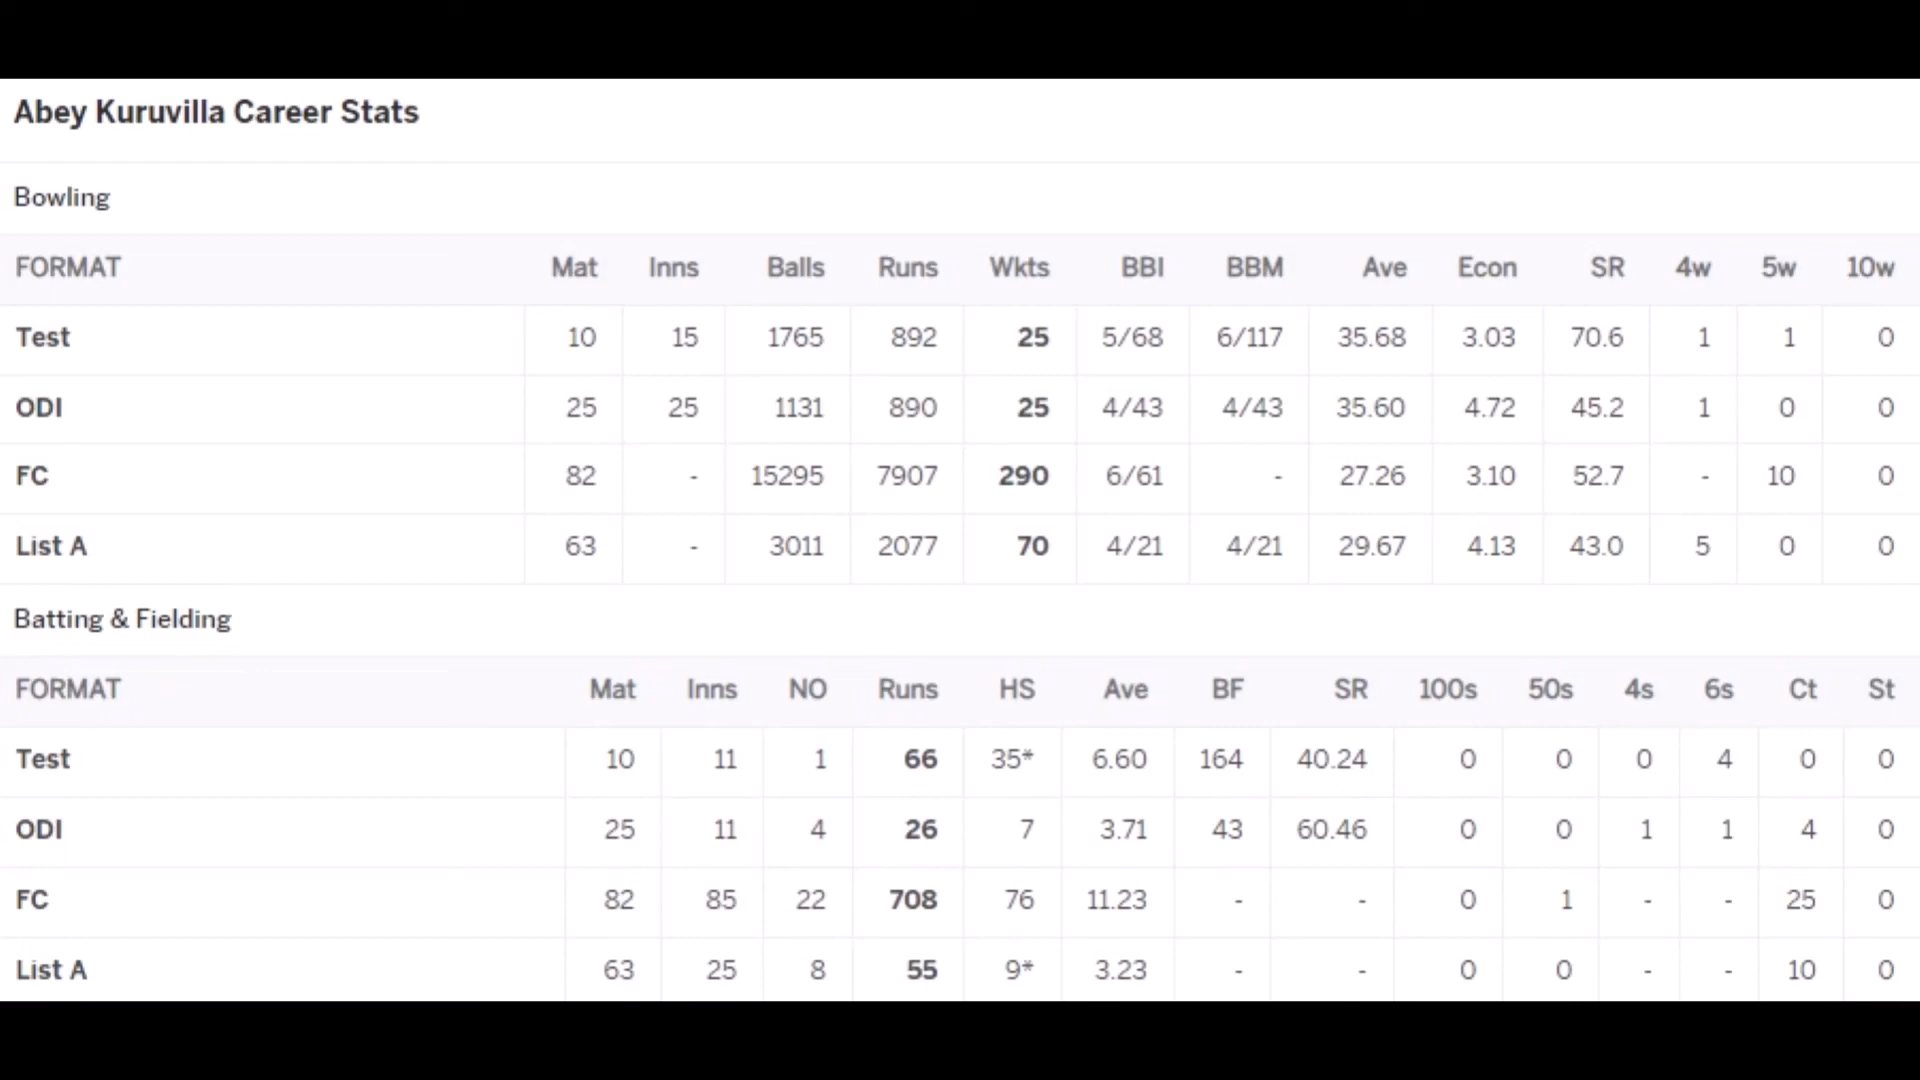 Abey Kuruvilla Career Stats
Bowling
FORMAT Mat Inns Balls Runs Wkts BBI BBM Ave Econ SR 4w 5w 10w
Test 10 15 1765 892 25 5/68 6/117 35.68 3.03 70.6 1 1 0
ODI 25 25 1131 890 25 4/43 4/43 35.60 4.72 45.2 1 0 0
FC 82 - 15295 7907 290 6/61 - 27.26 3.10 52.7 - 10 0
List A 63 - 3011 2077 70 4/21 4/21 29.67 4.13 43.0 5 0 0
Batting & Fielding
FORMAT Mat Inns NO Runs HS Ave BF SR 100s 50s 4s 6s Ct St
Test 10 11 1 66 35* 6.60 164 40.24 0 0 0 4 0 0
ODI 25 11 4 26 7 3.71 43 60.46 0 0 1 1 4 0
FC 82 85 22 708 76 11.23 - - 0 1 - - 25 0
List A 63 25 8 55 9* 3.23 - - 0 0 - - 10 0